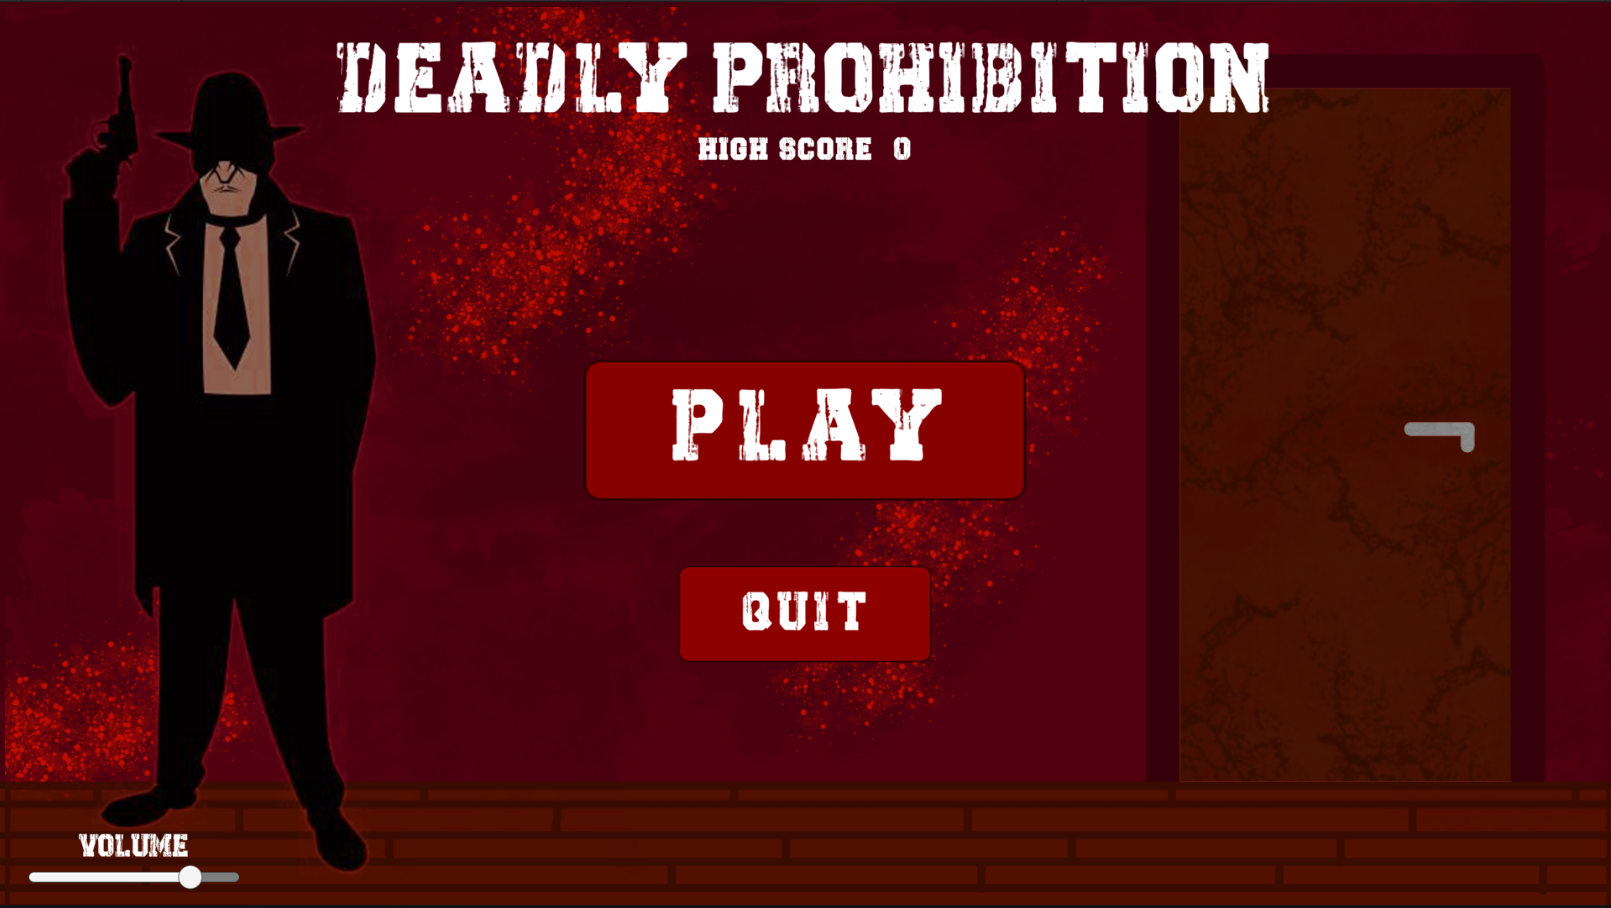 DEADLY PROHIBITION
HIGH SCORE 0
PLAY
QUIT
VOLUME